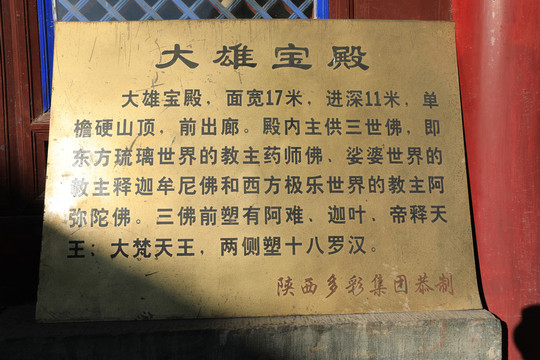 大雄宝殿
大雄宝殿，面宽17米，进深11米，单
檐硬山顶，前出廊。殿内主供三世佛，即
东方琉璃世界的教主药师佛、娑婆世界的
教主释迦牟尼佛和西方极乐世界的教主阿
弥陀佛。三佛前塑有阿难、迦叶、帝释天
王；大梵天王，两侧塑十八罗汉。
陕西多彩集团恭制